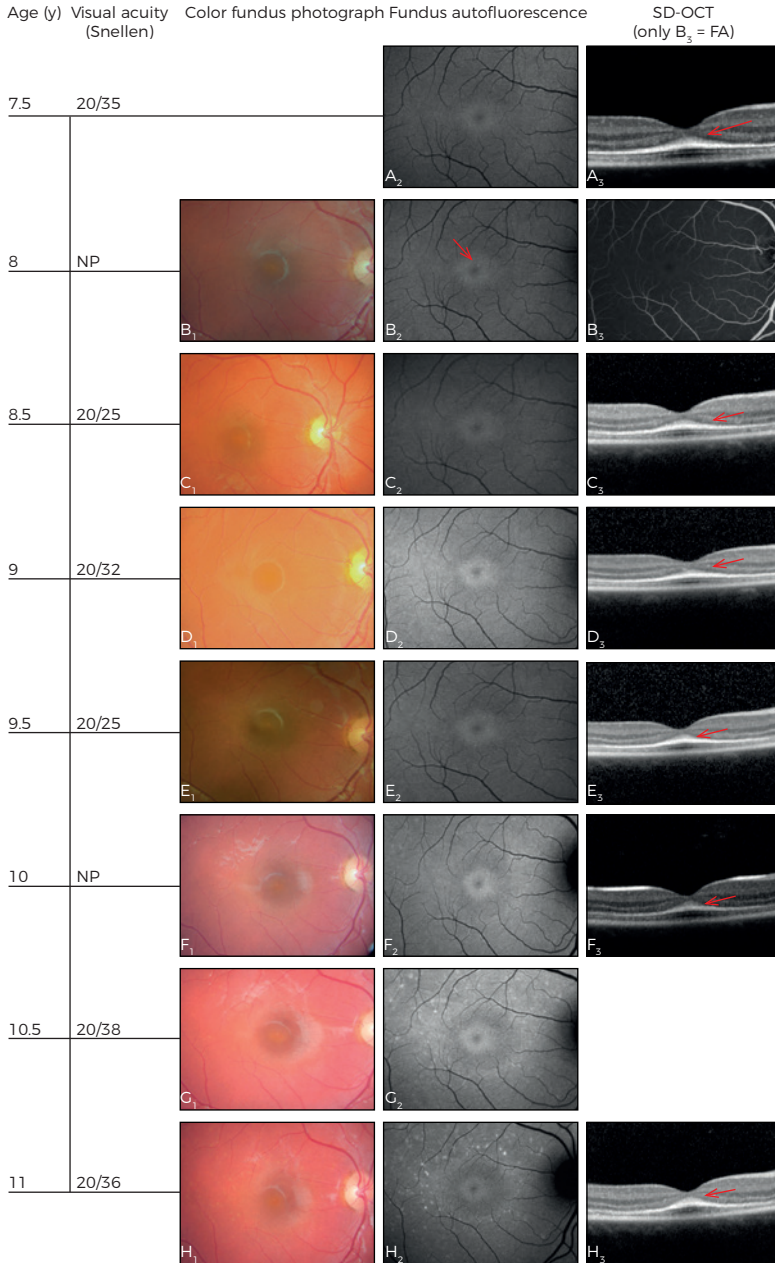 Age (y) Visual acuity (Snellen) Color fundus photograph Fundus autofluorescence SD-OCT (only B3 = FA)
7.5 20/35
A2 A3
8 NP
B1 B2 B3
8.5 20/25
C1 C2 C3
9 20/32
D1 D2 D3
9.5 20/25
E1 E2 E3
10 NP
F1 F2 F3
10.5 20/38
G1 G2
11 20/36
H1 H2 H3